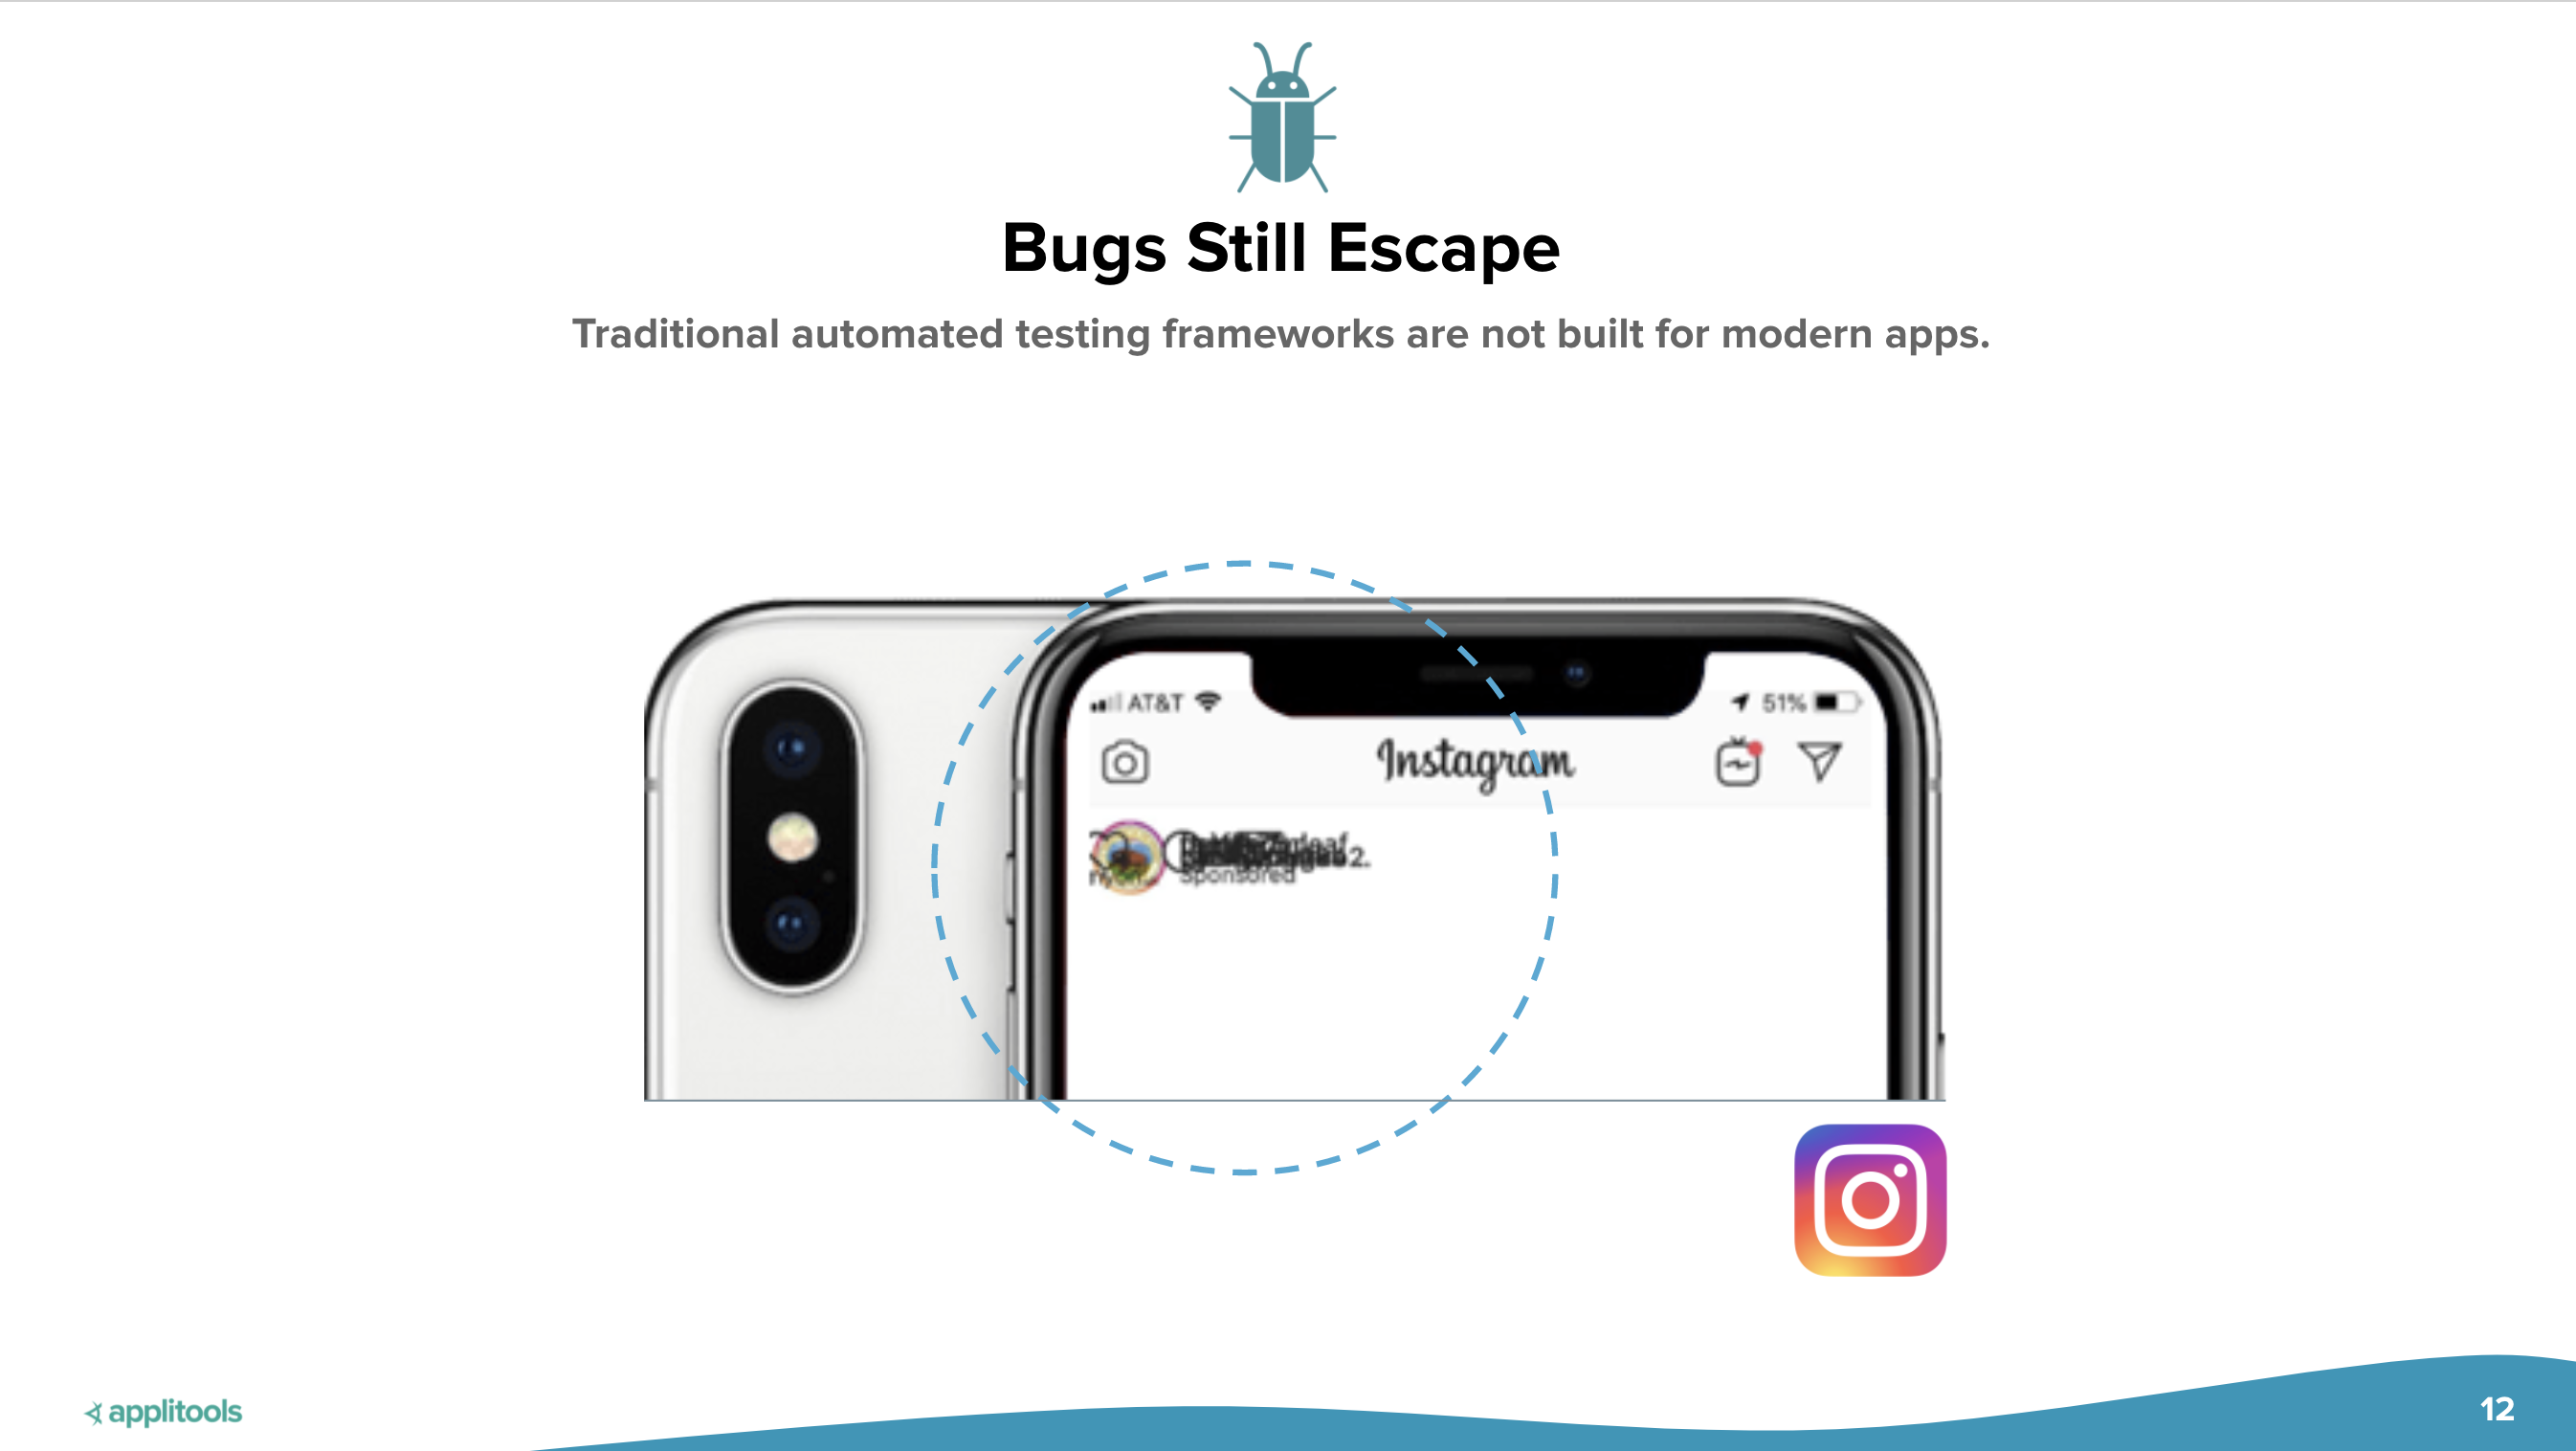 Bugs Still Escape
Traditional automated testing frameworks are not built for modern apps.
AT&T
51%
Instagram
Sponsored
applitools
12